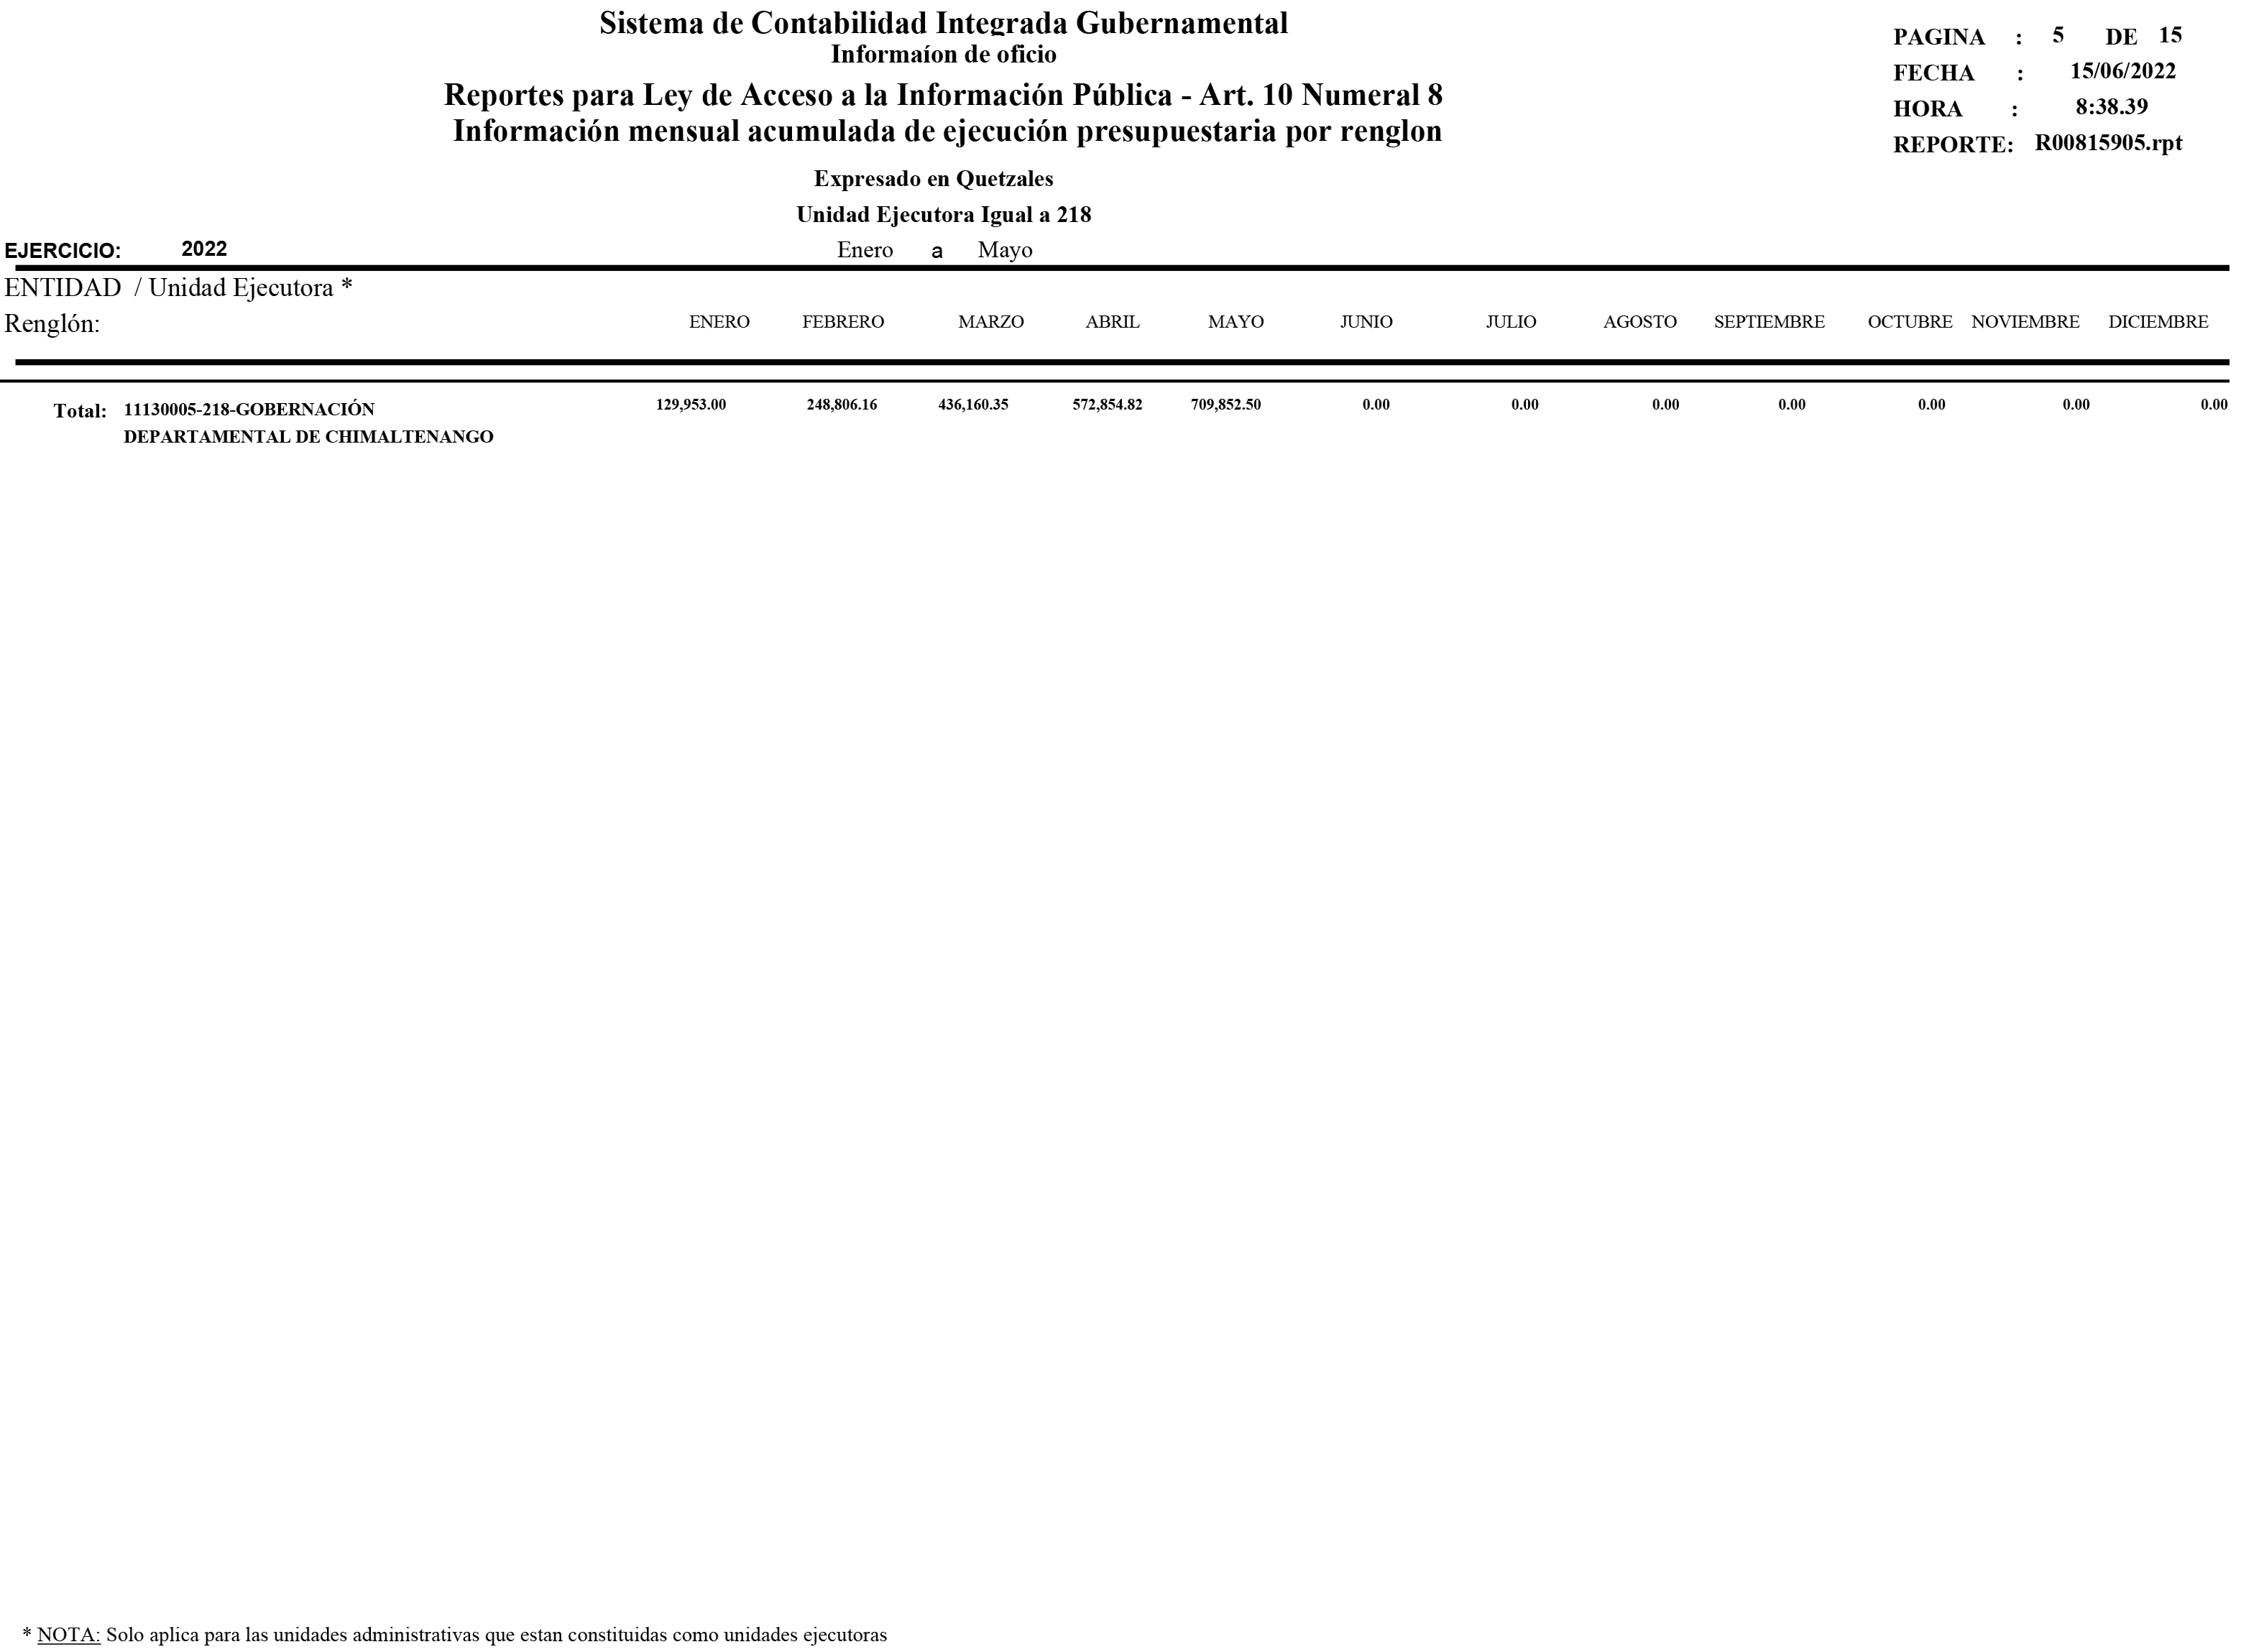 Sistema de Contabilidad Integrada Gubernamental
Informaíon de oficio
Reportes para Ley de Acceso a la Información Pública - Art. 10 Numeral 8
Información mensual acumulada de ejecución presupuestaria por renglon
Expresado en Quetzales
Unidad Ejecutora Igual a 218
PAGINA : 5 DE 15
FECHA : 15/06/2022
HORA : 8:38.39
REPORTE: R00815905.rpt
EJERCICIO: 2022 Enero a Mayo
ENTIDAD / Unidad Ejecutora *
Renglón: ENERO FEBRERO MARZO ABRIL MAYO JUNIO JULIO AGOSTO SEPTIEMBRE OCTUBRE NOVIEMBRE DICIEMBRE
Total: 11130005-218-GOBERNACIÓN 129,953.00 248,806.16 436,160.35 572,854.82 709,852.50 0.00 0.00 0.00 0.00 0.00 0.00 0.00
DEPARTAMENTAL DE CHIMALTENANGO
* NOTA: Solo aplica para las unidades administrativas que estan constituidas como unidades ejecutoras